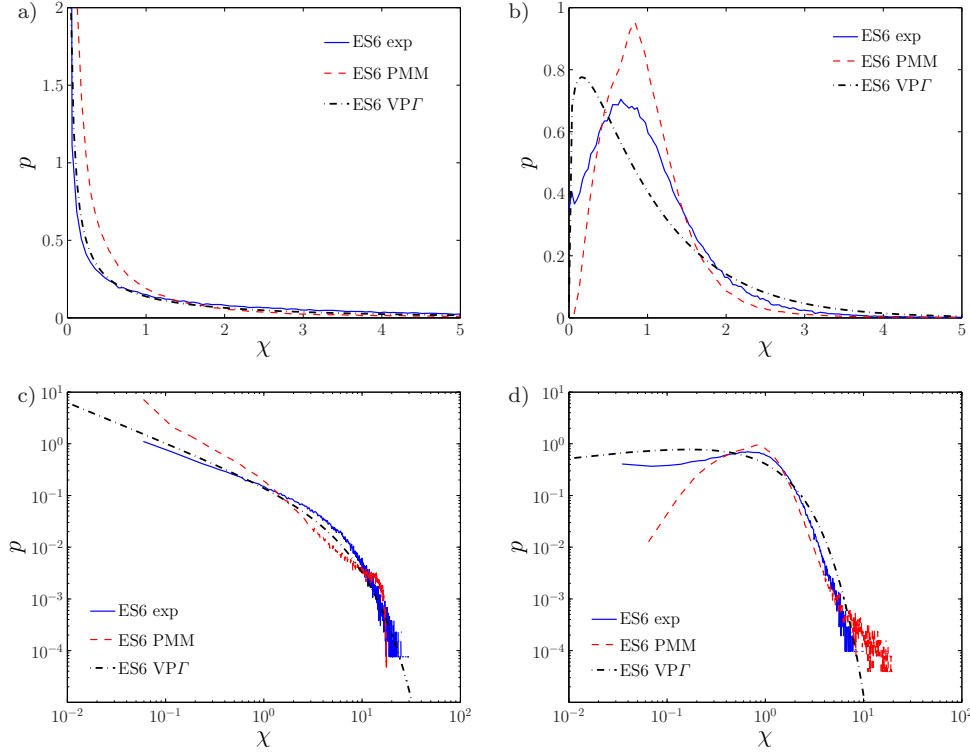 a)
2
1.5
1
0.5
0
p
0 1 2 3 4 5
χ
ES6 exp
ES6 PMM
ES6 VPΓ
b)
1
0.8
0.6
0.4
0.2
0
p
0 1 2 3 4 5
χ
ES6 exp
ES6 PMM
ES6 VPΓ
c)
10^1
10^0
10^−1
10^−2
10^−3
10^−4
p
ES6 exp
ES6 PMM
ES6 VPΓ
10^−2 10^−1 10^0 10^1 10^2
χ
d)
10^1
10^0
10^−1
10^−2
10^−3
10^−4
p
ES6 exp
ES6 PMM
ES6 VPΓ
10^−2 10^−1 10^0 10^1 10^2
χ